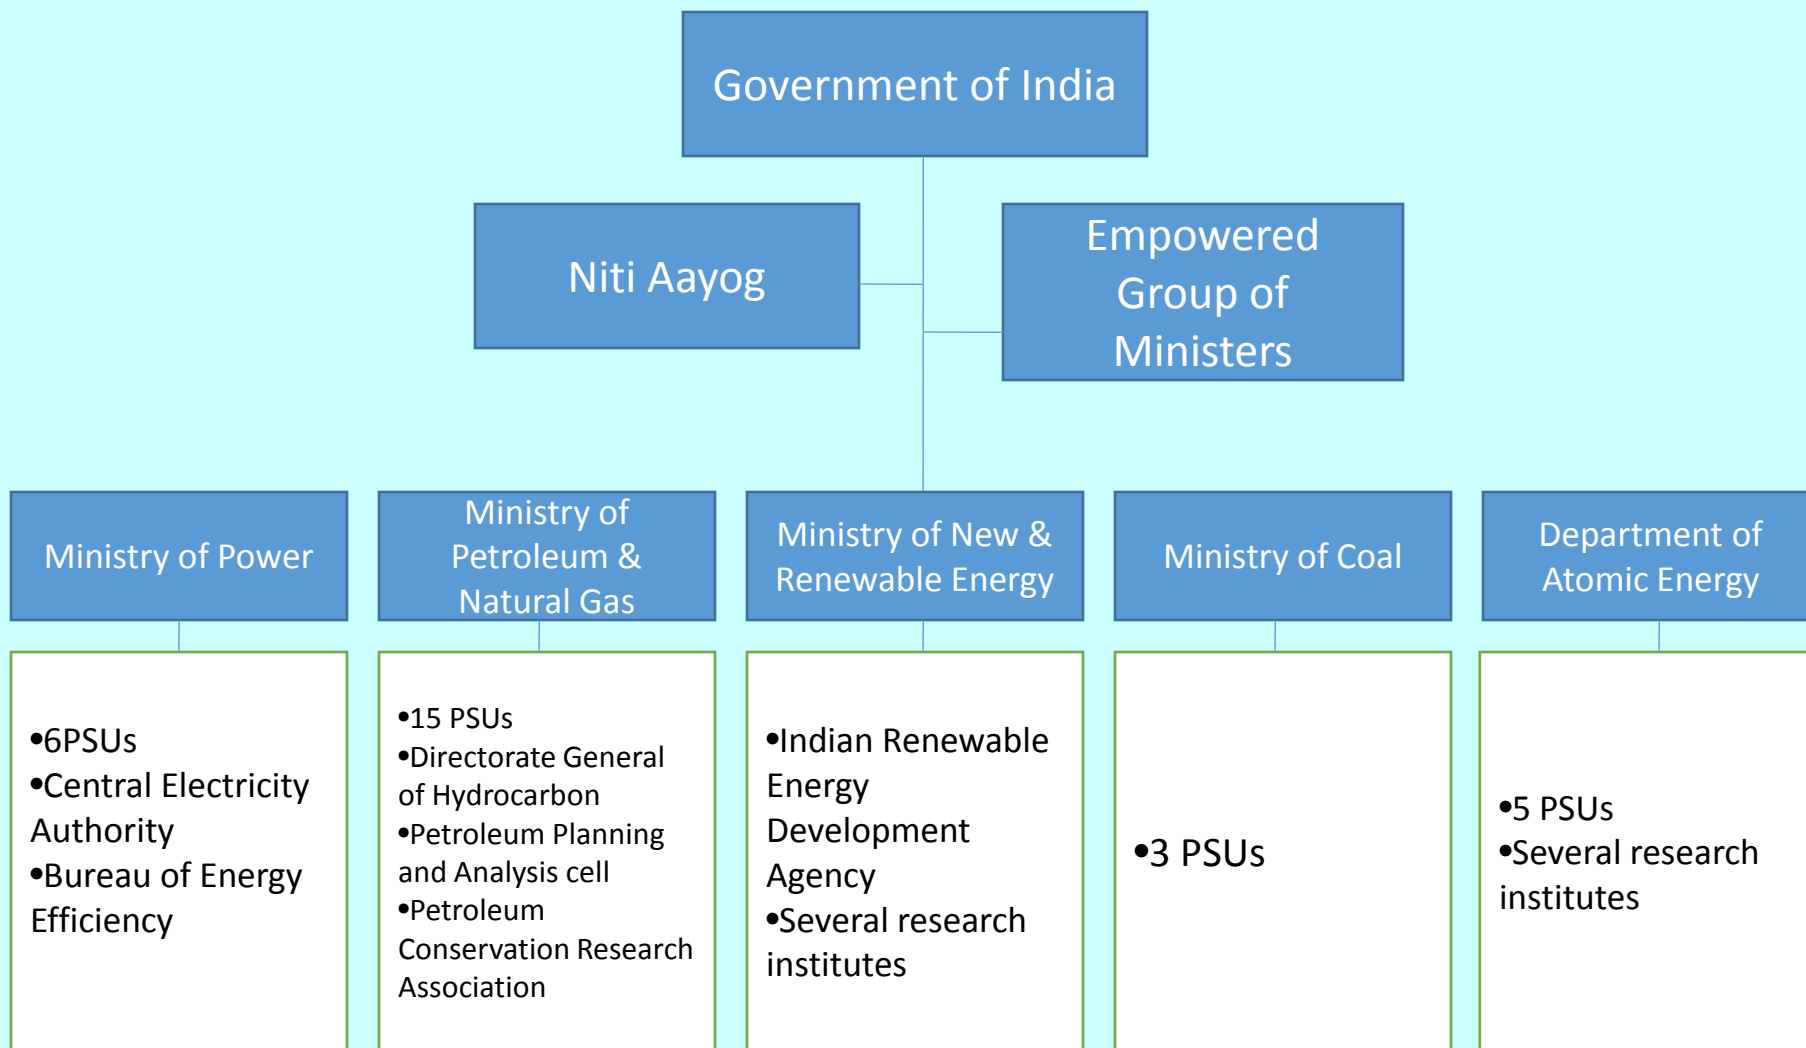 Government of India
Niti Aayog
Empowered
Group of
Ministers
Ministry of Power
Ministry of
Petroleum &
Natural Gas
Ministry of New &
Renewable Energy
Ministry of Coal
Department of
Atomic Energy
•6PSUs
•Central Electricity
Authority
•Bureau of Energy
Efficiency
•15 PSUs
•Directorate General
of Hydrocarbon
•Petroleum Planning
and Analysis cell
•Petroleum
Conservation Research
Association
•Indian Renewable
Energy
Development
Agency
•Several research
institutes
•3 PSUs
•5 PSUs
•Several research
institutes